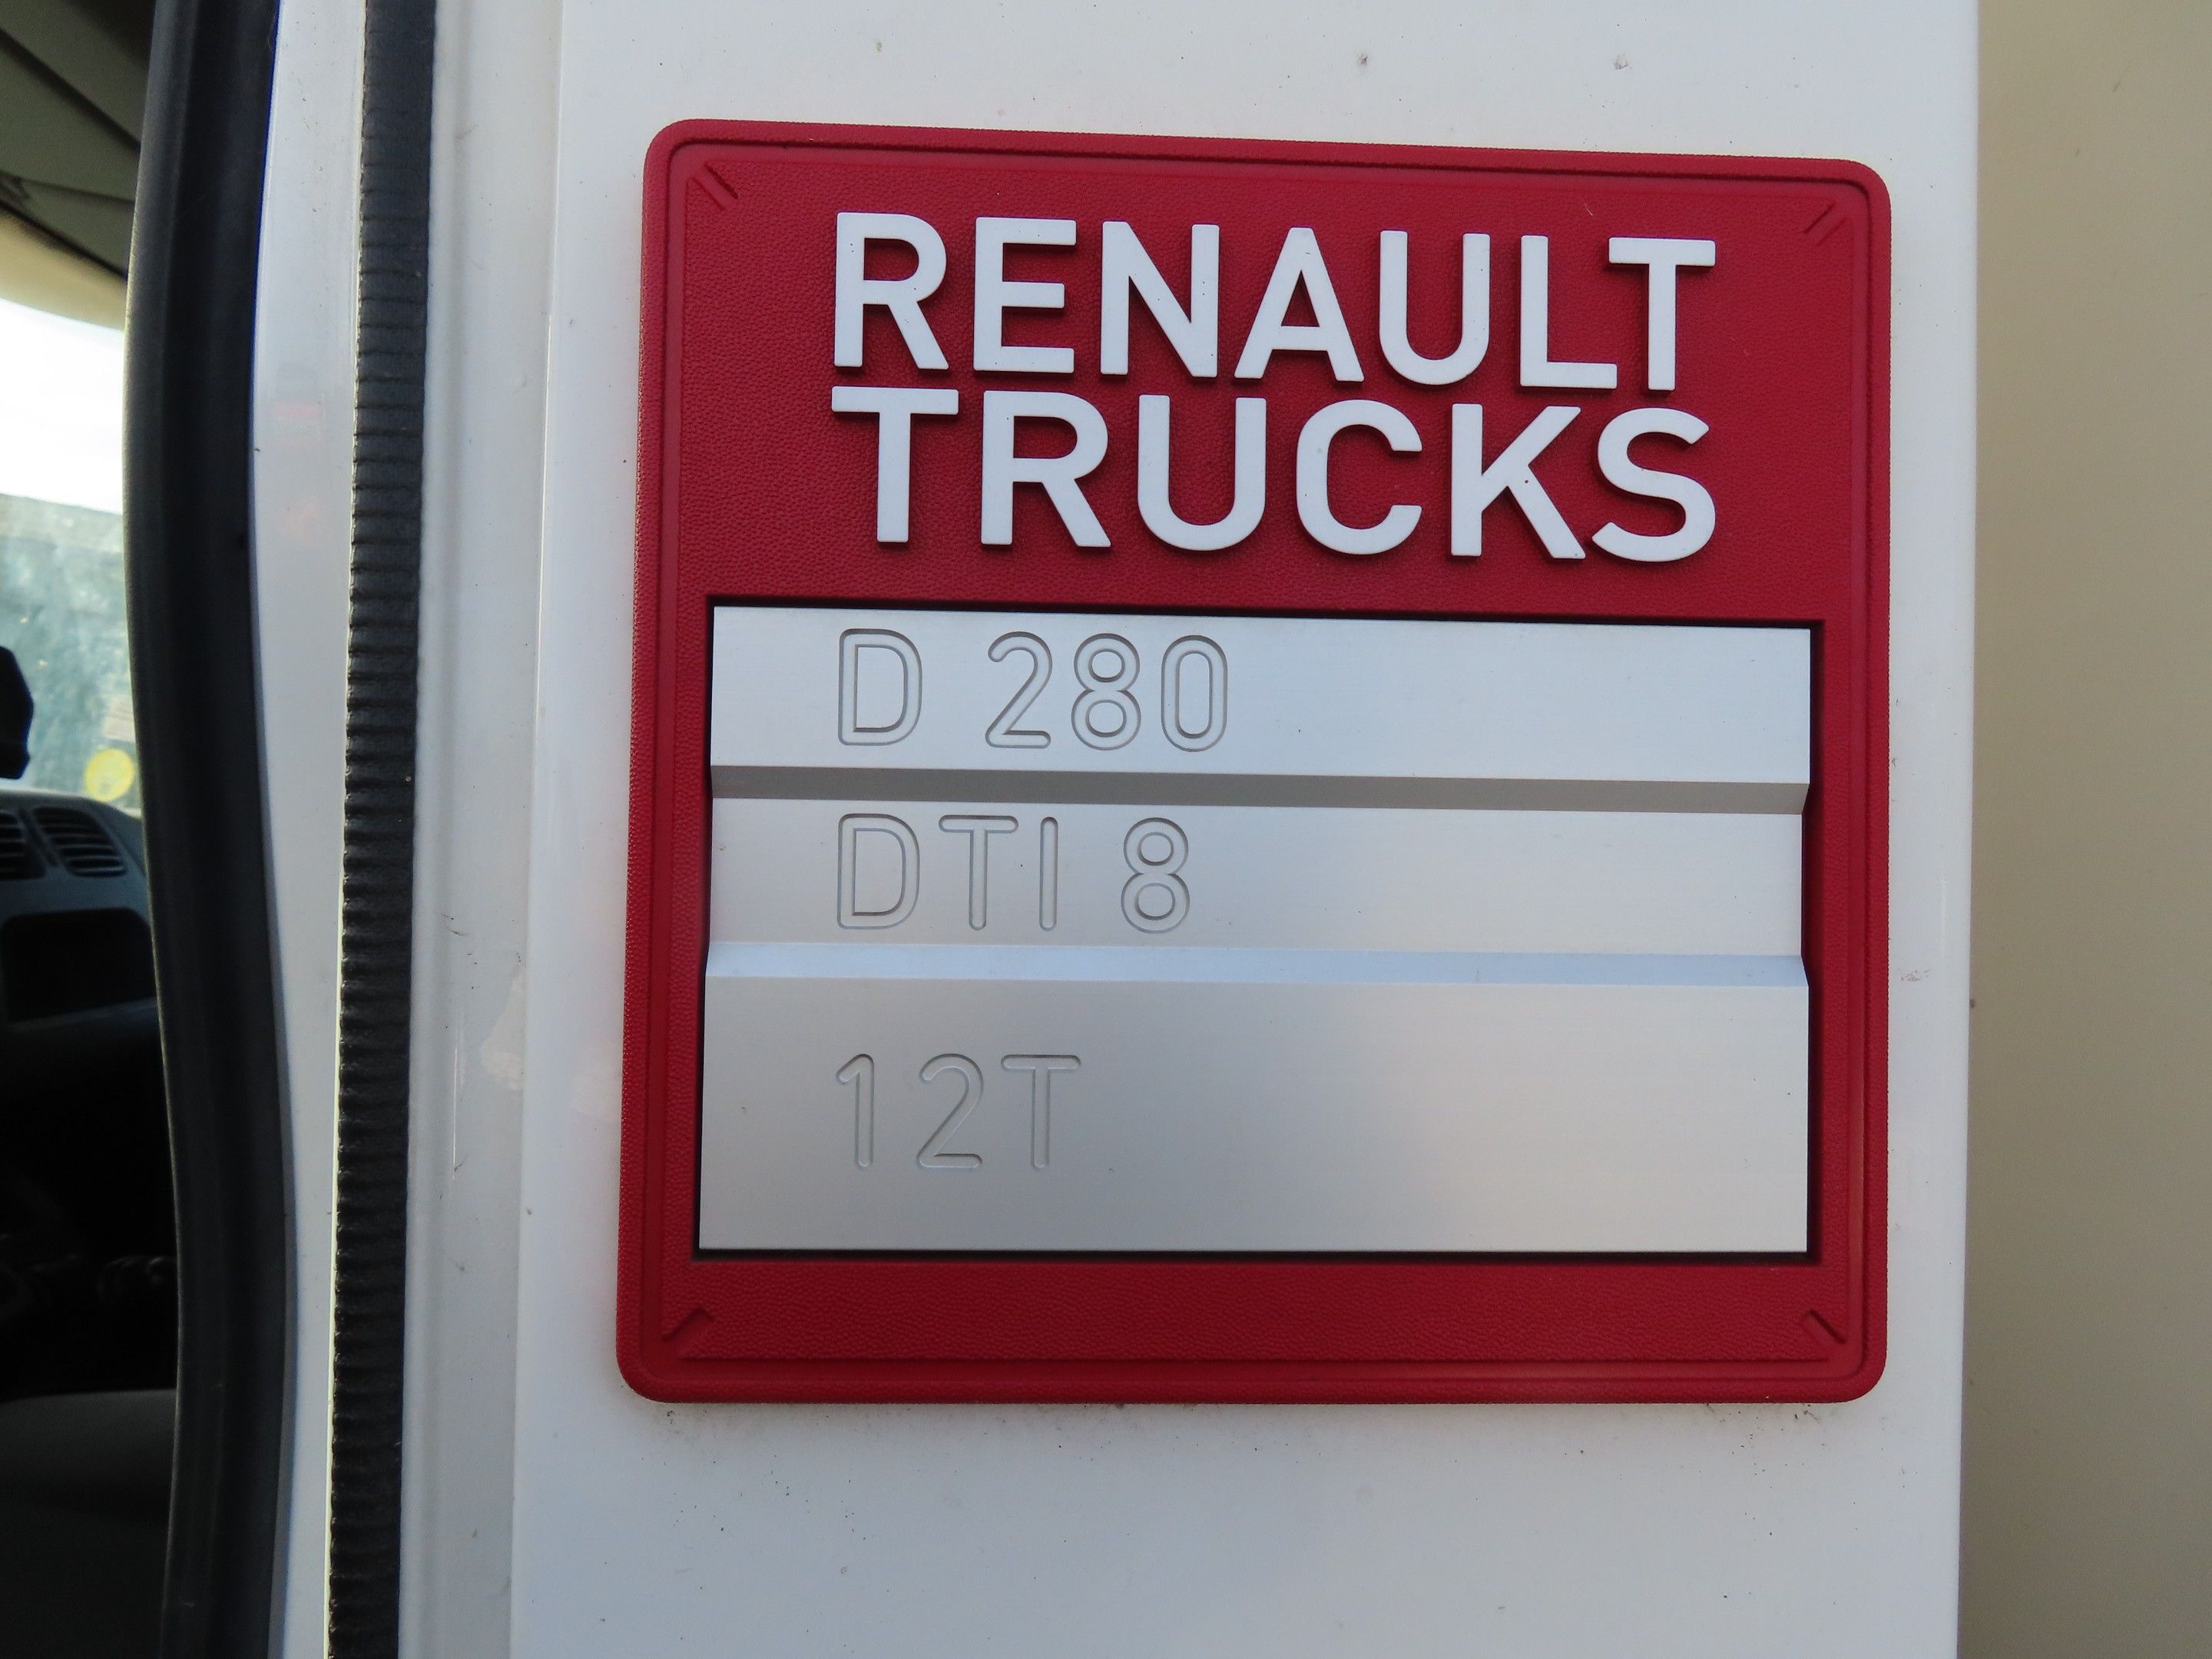 RENAULT
TRUCKS
D 280
DTI 8
12T